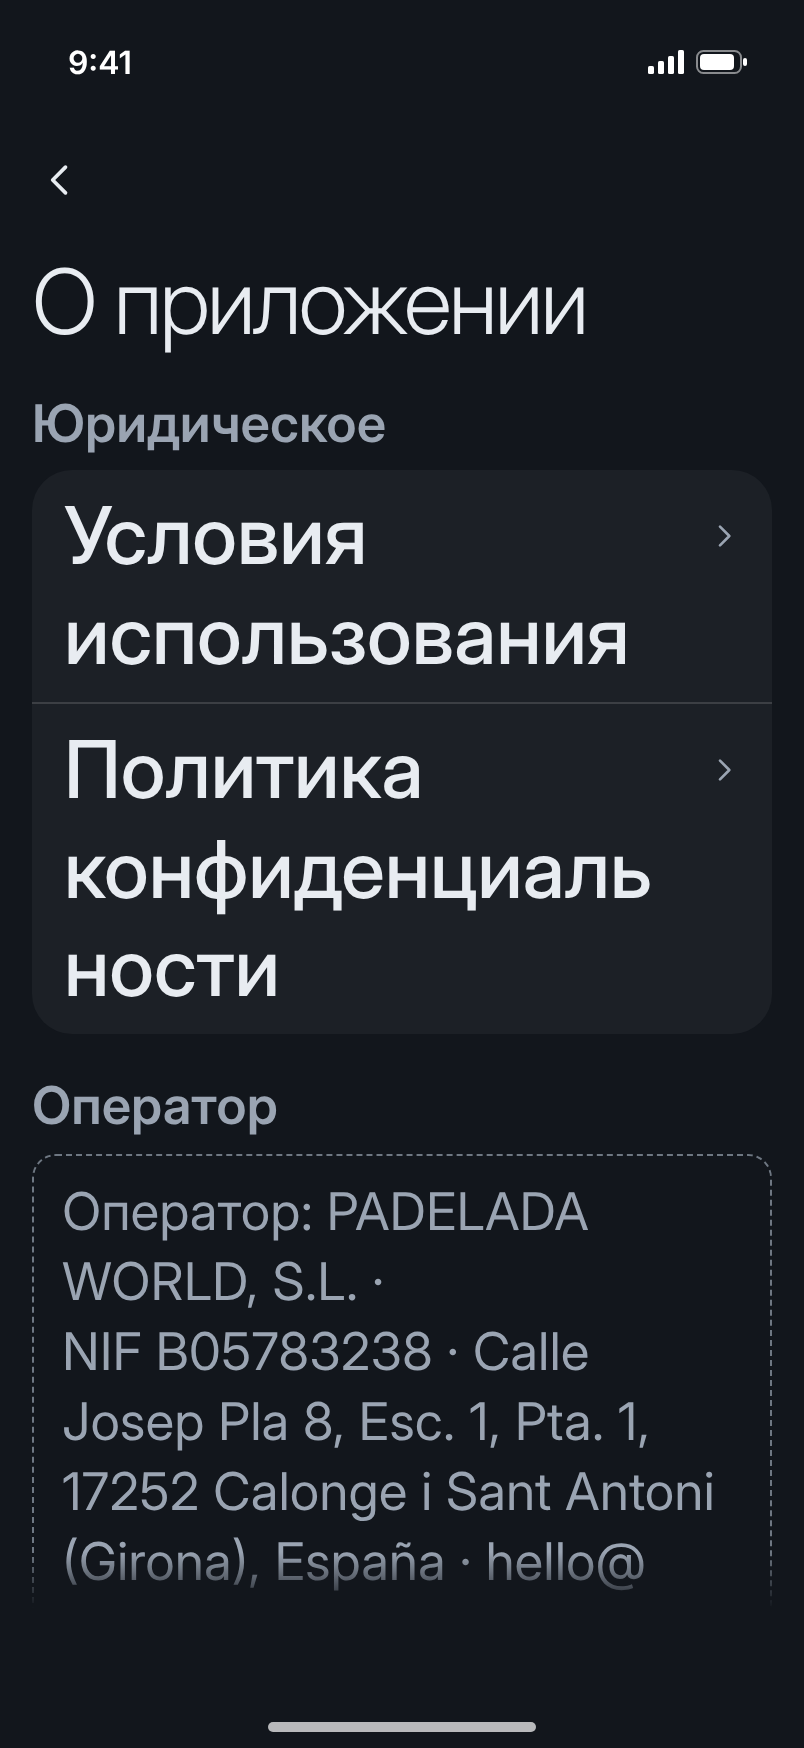 9:41
О приложении
Юридическое
Условия
использования
Политика
конфиденциаль
ности
Оператор
Оператор: PADELADA
WORLD, S.L. ·
NIF B05783238 · Calle
Josep Pla 8, Esc. 1, Pta. 1,
17252 Calonge i Sant Antoni
(Girona), España · hello@